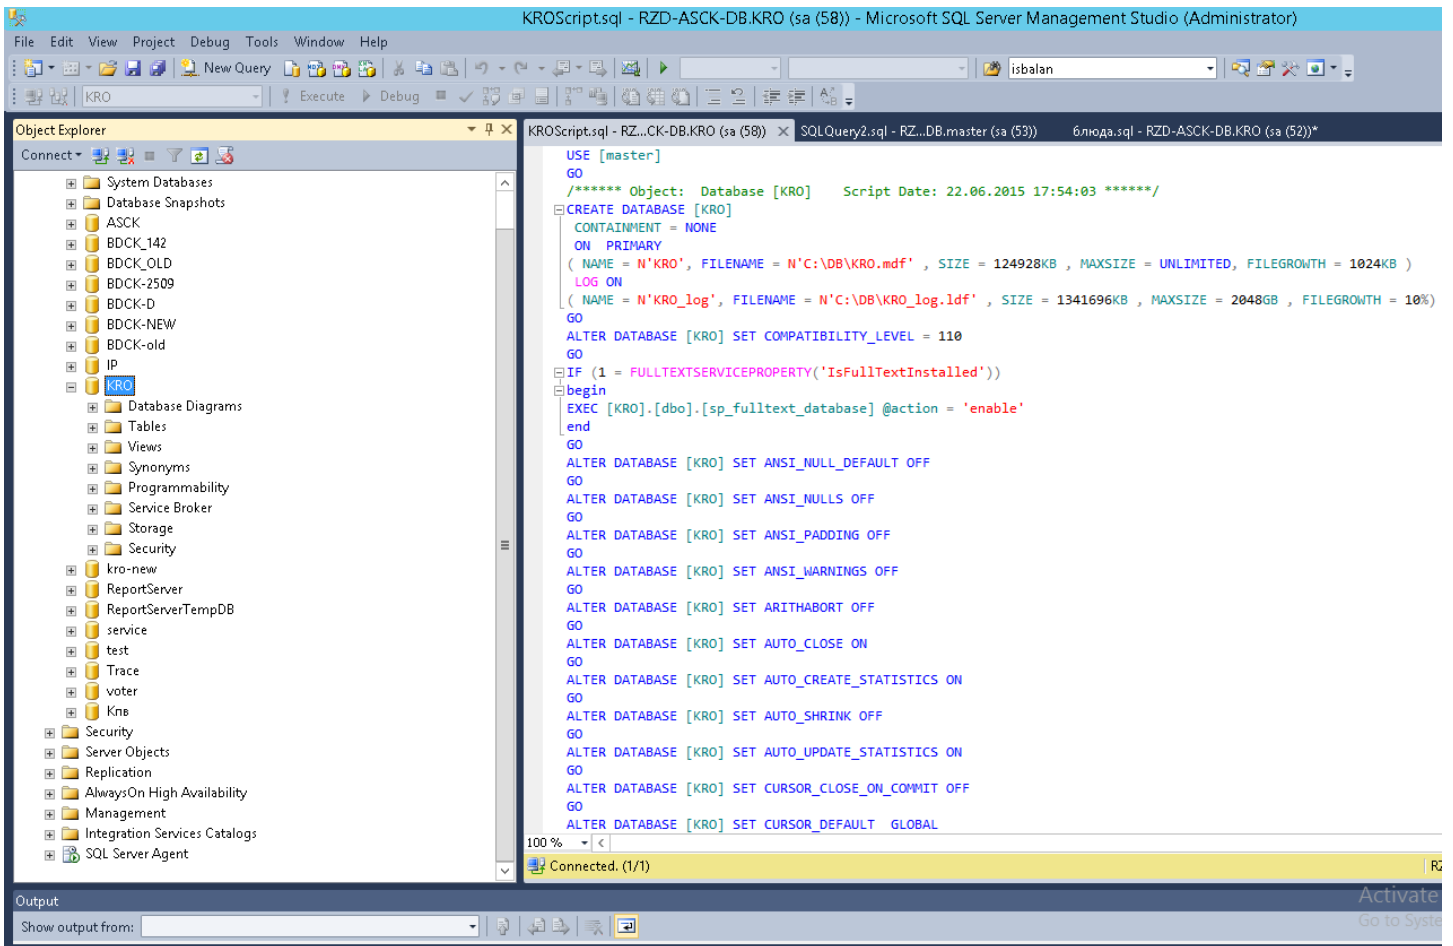 KROScript.sql - RZD-ASCK-DB.KRO (sa (58)) - Microsoft SQL Server Management Studio (Administrator)
File Edit View Project Debug Tools Window Help
New Query isbalan
KRO Execute Debug
Object Explorer
Connect
System Databases
Database Snapshots
ASCK
BDCK_142
BDCK_OLD
BDCK-2509
BDCK-D
BDCK-NEW
BDCK-old
IP
KRO
Database Diagrams
Tables
Views
Synonyms
Programmability
Service Broker
Storage
Security
kro-new
ReportServer
ReportServerTempDB
service
test
Trace
voter
Кпв
Security
Server Objects
Replication
AlwaysOn High Availability
Management
Integration Services Catalogs
SQL Server Agent
KROScript.sql - RZ...CK-DB.KRO (sa (58)) SQLQuery2.sql - RZ...DB.master (sa (53)) блюда.sql - RZD-ASCK-DB.KRO (sa (52))*
USE [master]
GO
/****** Object: Database [KRO] Script Date: 22.06.2015 17:54:03 ******/
CREATE DATABASE [KRO]
CONTAINMENT = NONE
ON PRIMARY
( NAME = N'KRO', FILENAME = N'C:\DB\KRO.mdf' , SIZE = 124928KB , MAXSIZE = UNLIMITED, FILEGROWTH = 1024KB )
LOG ON
( NAME = N'KRO_log', FILENAME = N'C:\DB\KRO_log.ldf' , SIZE = 1341696KB , MAXSIZE = 2048GB , FILEGROWTH = 10%)
GO
ALTER DATABASE [KRO] SET COMPATIBILITY_LEVEL = 110
GO
IF (1 = FULLTEXTSERVICEPROPERTY('IsFullTextInstalled'))
begin
EXEC [KRO].[dbo].[sp_fulltext_database] @action = 'enable'
end
GO
ALTER DATABASE [KRO] SET ANSI_NULL_DEFAULT OFF
GO
ALTER DATABASE [KRO] SET ANSI_NULLS OFF
GO
ALTER DATABASE [KRO] SET ANSI_PADDING OFF
GO
ALTER DATABASE [KRO] SET ANSI_WARNINGS OFF
GO
ALTER DATABASE [KRO] SET ARITHABORT OFF
GO
ALTER DATABASE [KRO] SET AUTO_CLOSE ON
GO
ALTER DATABASE [KRO] SET AUTO_CREATE_STATISTICS ON
GO
ALTER DATABASE [KRO] SET AUTO_SHRINK OFF
GO
ALTER DATABASE [KRO] SET AUTO_UPDATE_STATISTICS ON
GO
ALTER DATABASE [KRO] SET CURSOR_CLOSE_ON_COMMIT OFF
GO
ALTER DATABASE [KRO] SET CURSOR_DEFAULT GLOBAL
100 %
Connected. (1/1) RZ
Output
Show output from:
Activate
Go to Syste